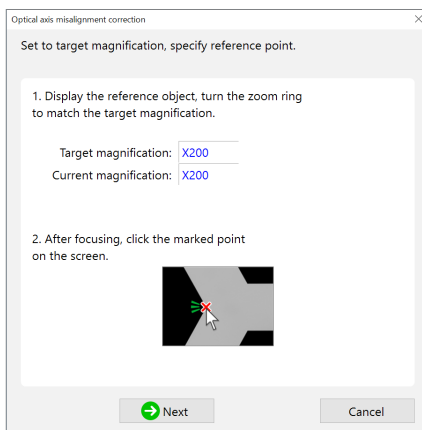 Optical axis misalignment correction
Set to target magnification, specify reference point.
1. Display the reference object, turn the zoom ring
to match the target magnification.
Target magnification: X200
Current magnification: X200
2. After focusing, click the marked point
on the screen.
Next
Cancel